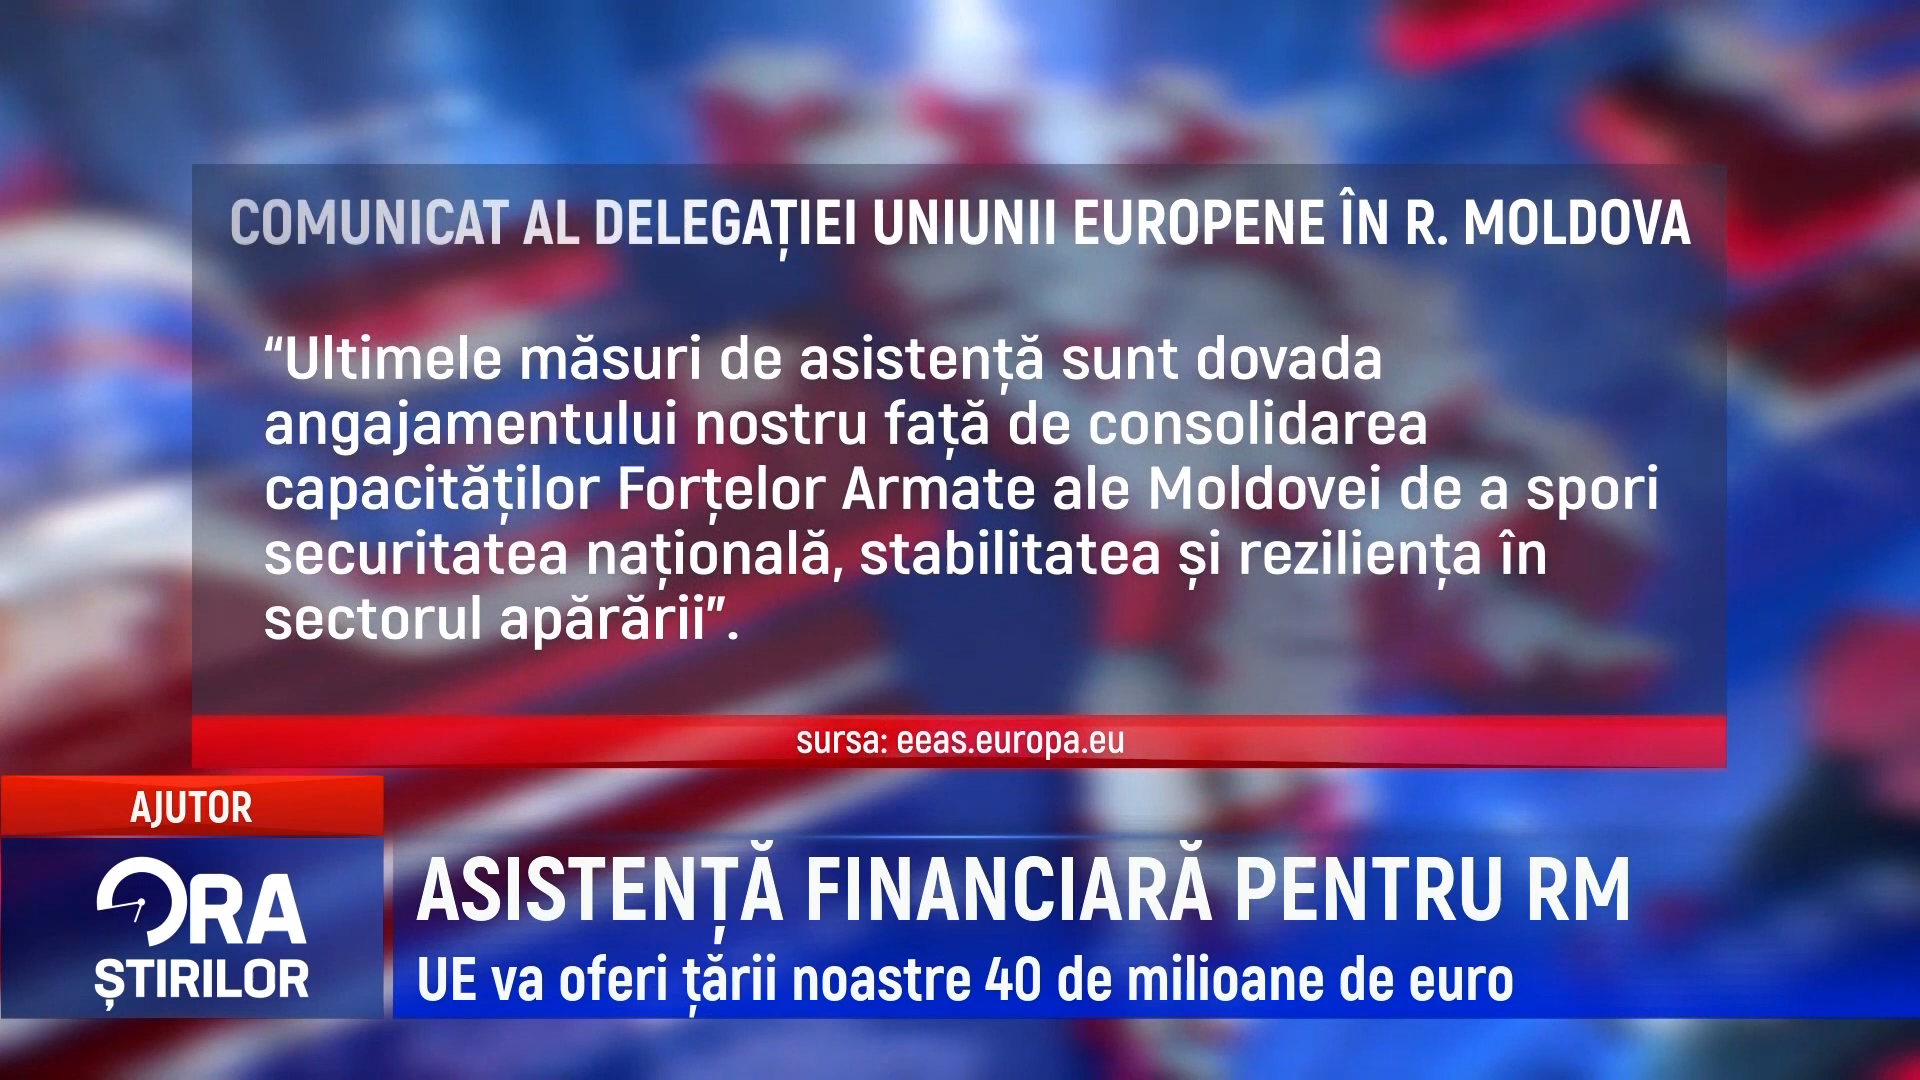 COMUNICAT AL DELEGAȚIEI UNIUNII EUROPENE ÎN R. MOLDOVA
“Ultimele măsuri de asistență sunt dovada
angajamentului nostru față de consolidarea
capacităților Forțelor Armate ale Moldovei de a spori
securitatea națională, stabilitatea și reziliența în
sectorul apărării”.
sursa: eeas.europa.eu
AJUTOR
ORA
ȘTIRILOR
ASISTENȚĂ FINANCIARĂ PENTRU RM
UE va oferi țării noastre 40 de milioane de euro